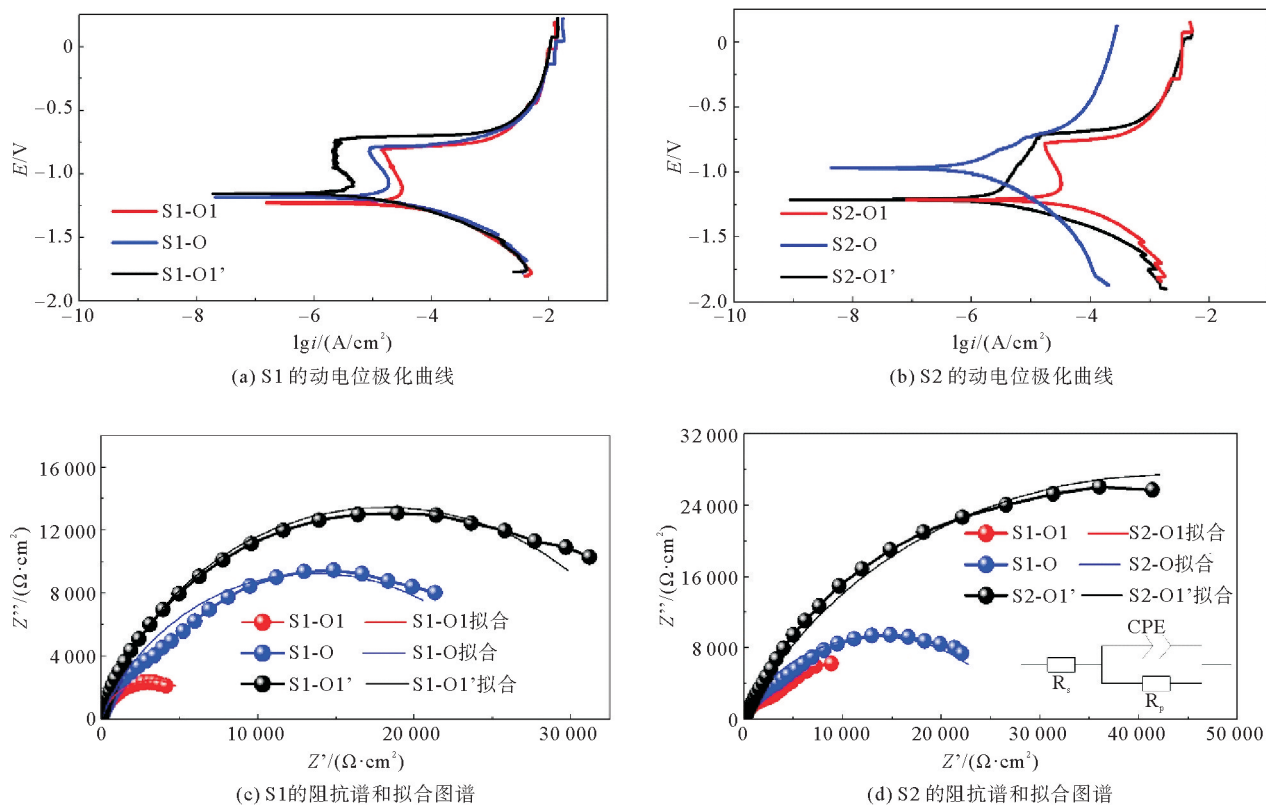 0
−0.5
−1.0
−1.5
−2.0
E/V
S1-O1
S1-O
S1-O1’
−10
−8
−6
−4
−2
lgi/(A/cm²)
(a) S1 的动电位极化曲线
0
−0.5
−1.0
−1.5
−2.0
E/V
S2-O1
S2-O
S2-O1’
−10
−8
−6
−4
−2
lgi/(A/cm²)
(b) S2 的动电位极化曲线
16 000
12 000
8 000
4 000
0
Z’’/(Ω·cm²)
S1-O1
S1-O1拟合
S1-O
S1-O拟合
S1-O1’
S1-O1’拟合
0
10 000
20 000
30 000
Z’/(Ω·cm²)
(c) S1的阻抗谱和拟合图谱
32 000
24 000
16 000
8 000
0
Z’’/(Ω·cm²)
S1-O1
S2-O1拟合
S1-O
S2-O拟合
S2-O1’
S2-O1’拟合
CPE
Rs
Rp
0
10 000
20 000
30 000
40 000
50 000
Z’/(Ω·cm²)
(d) S2 的阻抗谱和拟合图谱